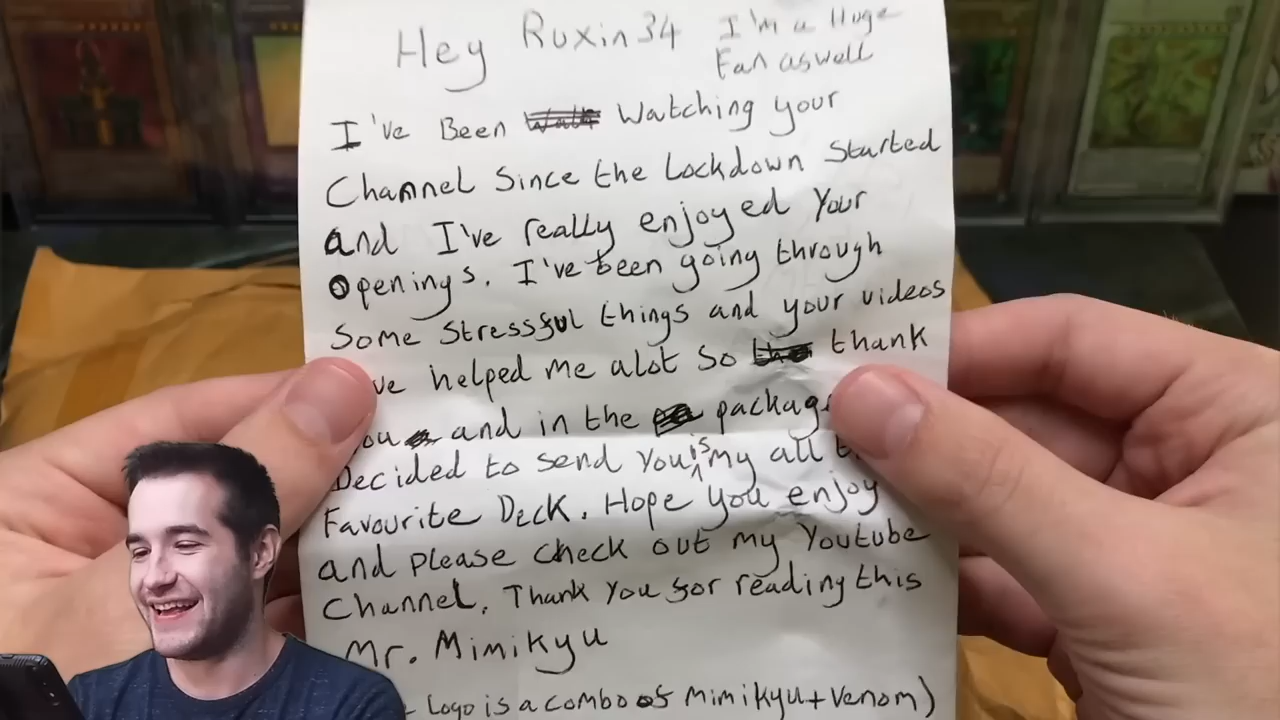 Hey Ruxin34 I'm a Huge
Fan aswell
I've Been Watching your
Channel Since the Lockdown Started
and I've really enjoyed Your
Openings. I've been going through
Some Stressful things and your videos
ve helped Me alot So thank
ou and in the packag
Decided to send you is my all t
Favourite Deck. Hope you enjoy
and please check out my Youtube
Channel. Thank You for reading this
Mr. Mimikyu
Logo is a combo of Mimikyu + Venom)